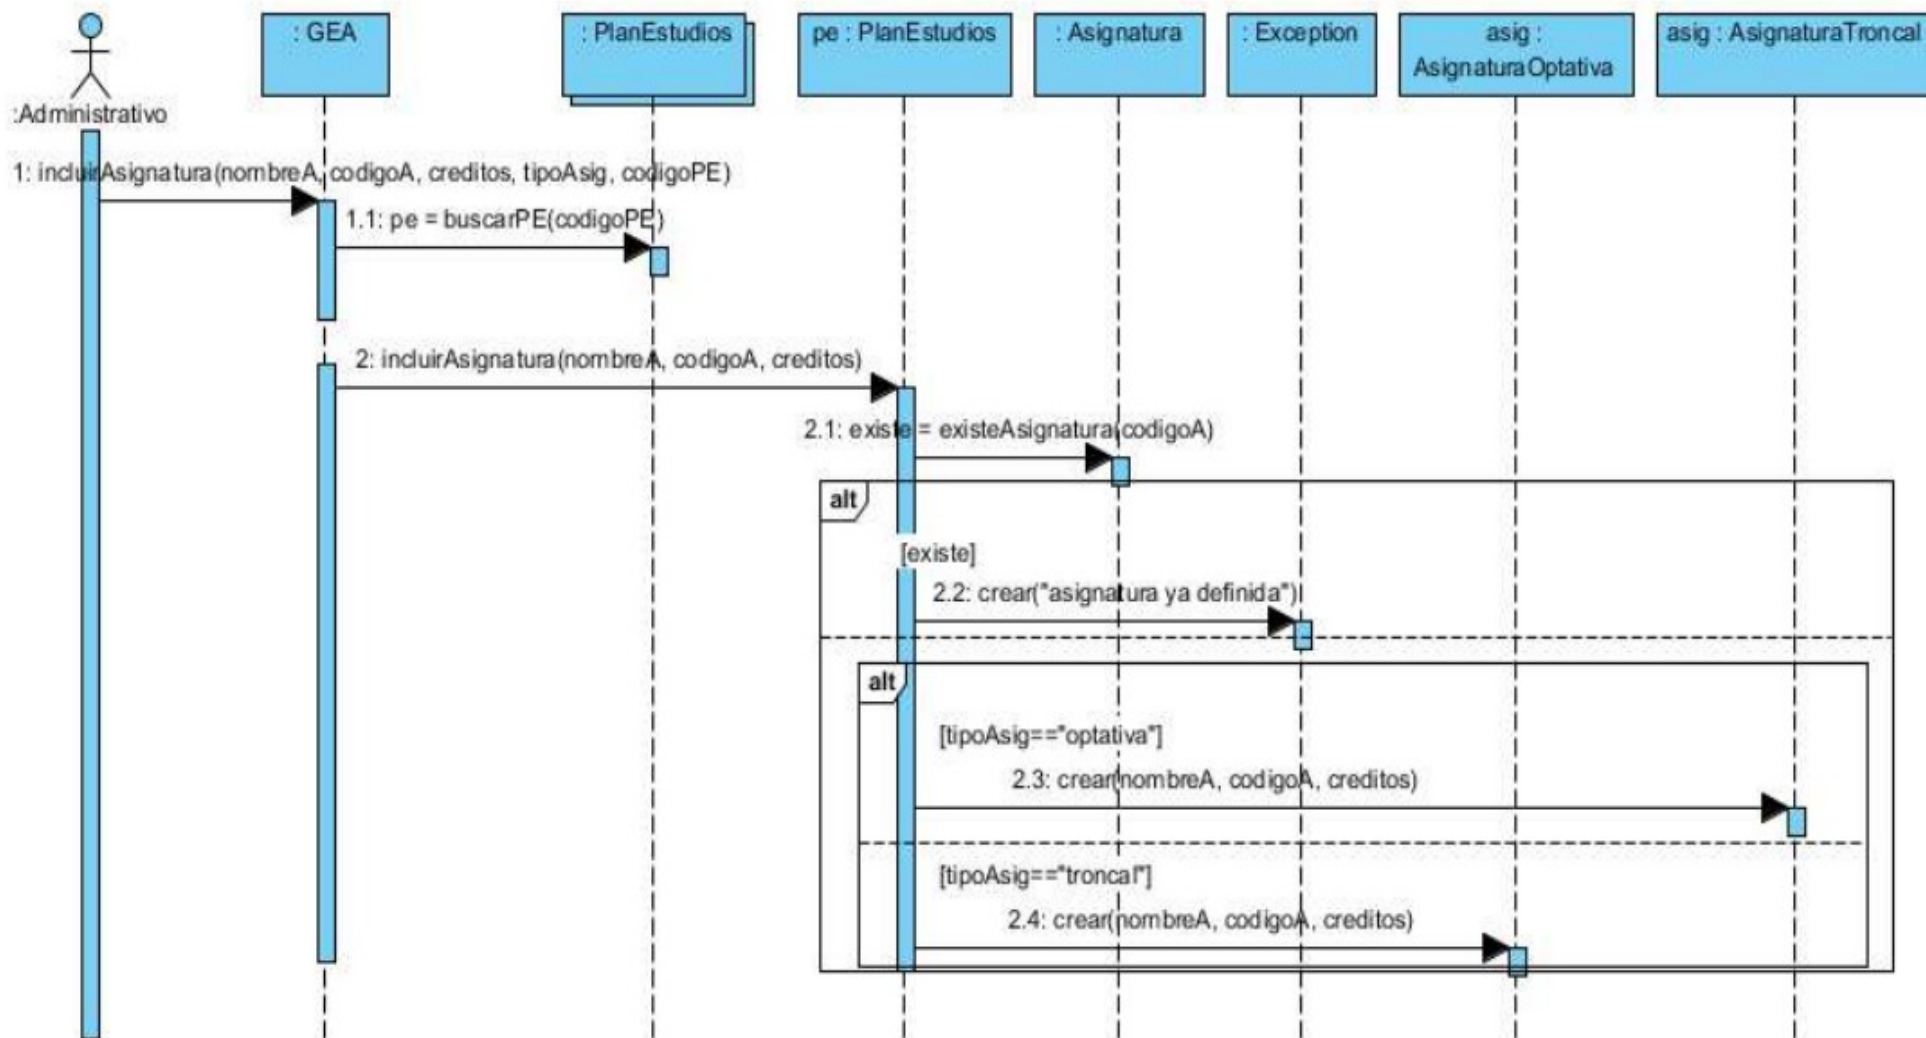 : GEA
: PlanEstudios
pe : PlanEstudios
: Asignatura
: Exception
asig :
AsignaturaOptativa
asig : AsignaturaTroncal
:Administrativo
1: incluirAsignatura(nombreA, codigoA, creditos, tipoAsig, codigoPE)
1.1: pe = buscarPE(codigoPE)
2: incluirAsignatura(nombreA, codigoA, creditos)
2.1: existe = existeAsignatura(codigoA)
alt
[existe]
2.2: crear("asignatura ya definida")
alt
[tipoAsig=="optativa"]
2.3: crear(nombreA, codigoA, creditos)
[tipoAsig=="troncal"]
2.4: crear(nombreA, codigoA, creditos)